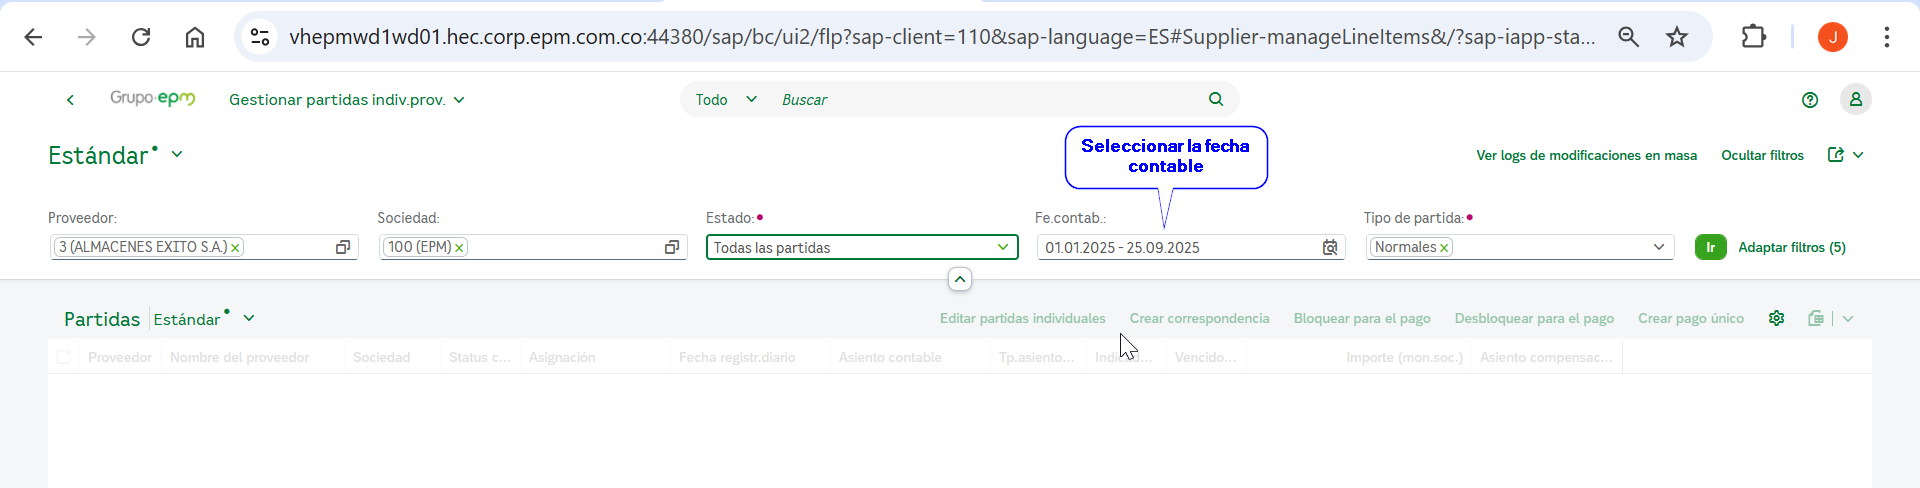 vhepmwd1wd01.hec.corp.epm.com.co:44380/sap/bc/ui2/flp?sap-client=110&sap-language=ES#Supplier-manageLineItems&/?sap-iapp-sta...
J
Grupo·epm
Gestionar partidas indiv.prov.
Todo
Buscar
Seleccionar la fecha
contable
Estándar*
Ver logs de modificaciones en masa
Ocultar filtros
Proveedor:
Sociedad:
Estado:
Fe.contab.:
Tipo de partida:
3 (ALMACENES EXITO S.A.)
100 (EPM)
Todas las partidas
01.01.2025 - 25.09.2025
Normales
Ir
Adaptar filtros (5)
Partidas
Estándar*
Editar partidas individuales
Crear correspondencia
Bloquear para el pago
Desbloquear para el pago
Crear pago único
Proveedor
Nombre del proveedor
Sociedad
Status c...
Asignación
Fecha registr.diario
Asiento contable
Tp.asiento...
Vencido...
Importe (mon.soc.)
Asiento compensac...